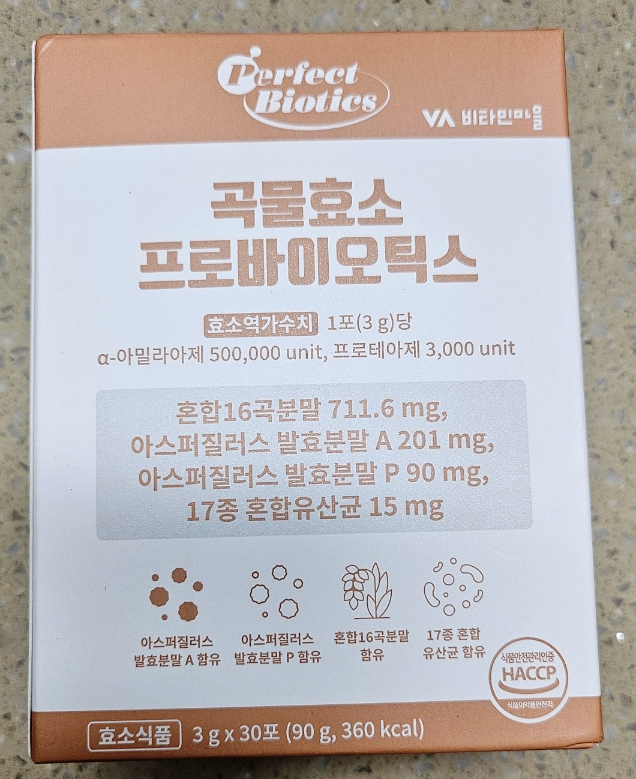 Perfect
Biotics
VA 비타민마을
곡물효소
프로바이오틱스
효소역가수치 1포(3 g)당
α-아밀라아제 500,000 unit, 프로테아제 3,000 unit
혼합16곡분말 711.6 mg,
아스퍼질러스 발효분말 A 201 mg,
아스퍼질러스 발효분말 P 90 mg,
17종 혼합유산균 15 mg
아스퍼질러스
발효분말 A 함유
아스퍼질러스
발효분말 P 함유
혼합16곡분말
함유
17종 혼합
유산균 함유
식품안전관리인증
HACCP
식품의약품안전처
효소식품 3 g x 30포 (90 g, 360 kcal)